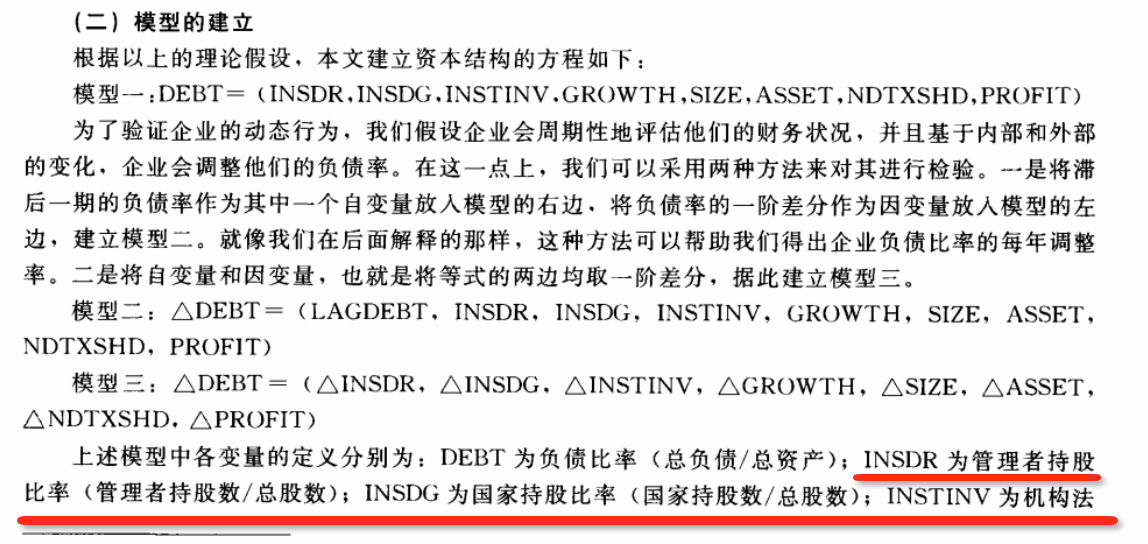 （二）模型的建立
根据以上的理论假设，本文建立资本结构的方程如下：
模型一：DEBT=（INSDR,INSDG,INSTINV,GROWTH,SIZE,ASSET,NDTXSHD,PROFIT）
为了验证企业的动态行为，我们假设企业会周期性地评估他们的财务状况，并且基于内部和外部
的变化，企业会调整他们的负债率。在这一点上，我们可以采用两种方法来对其进行检验。一是将滞
后一期的负债率作为其中一个自变量放入模型的右边，将负债率的一阶差分作为因变量放入模型的左
边，建立模型二。就像我们在后面解释的那样，这种方法可以帮助我们得出企业负债比率的每年调整
率。二是将自变量和因变量，也就是将等式的两边均取一阶差分，据此建立模型三。
模型二：△DEBT=（LAGDEBT，INSDR，INSDG，INSTINV，GROWTH，SIZE，ASSET，
NDTXSHD，PROFIT）
模型三：△DEBT=（△INSDR，△INSDG，△INSTINV，△GROWTH，△SIZE，△ASSET，
△NDTXSHD，△PROFIT）
上述模型中各变量的定义分别为：DEBT 为负债比率（总负债/总资产）；INSDR 为管理者持股
比率（管理者持股数/总股数）；INSDG 为国家持股比率（国家持股数/总股数）；INSTINV 为机构法